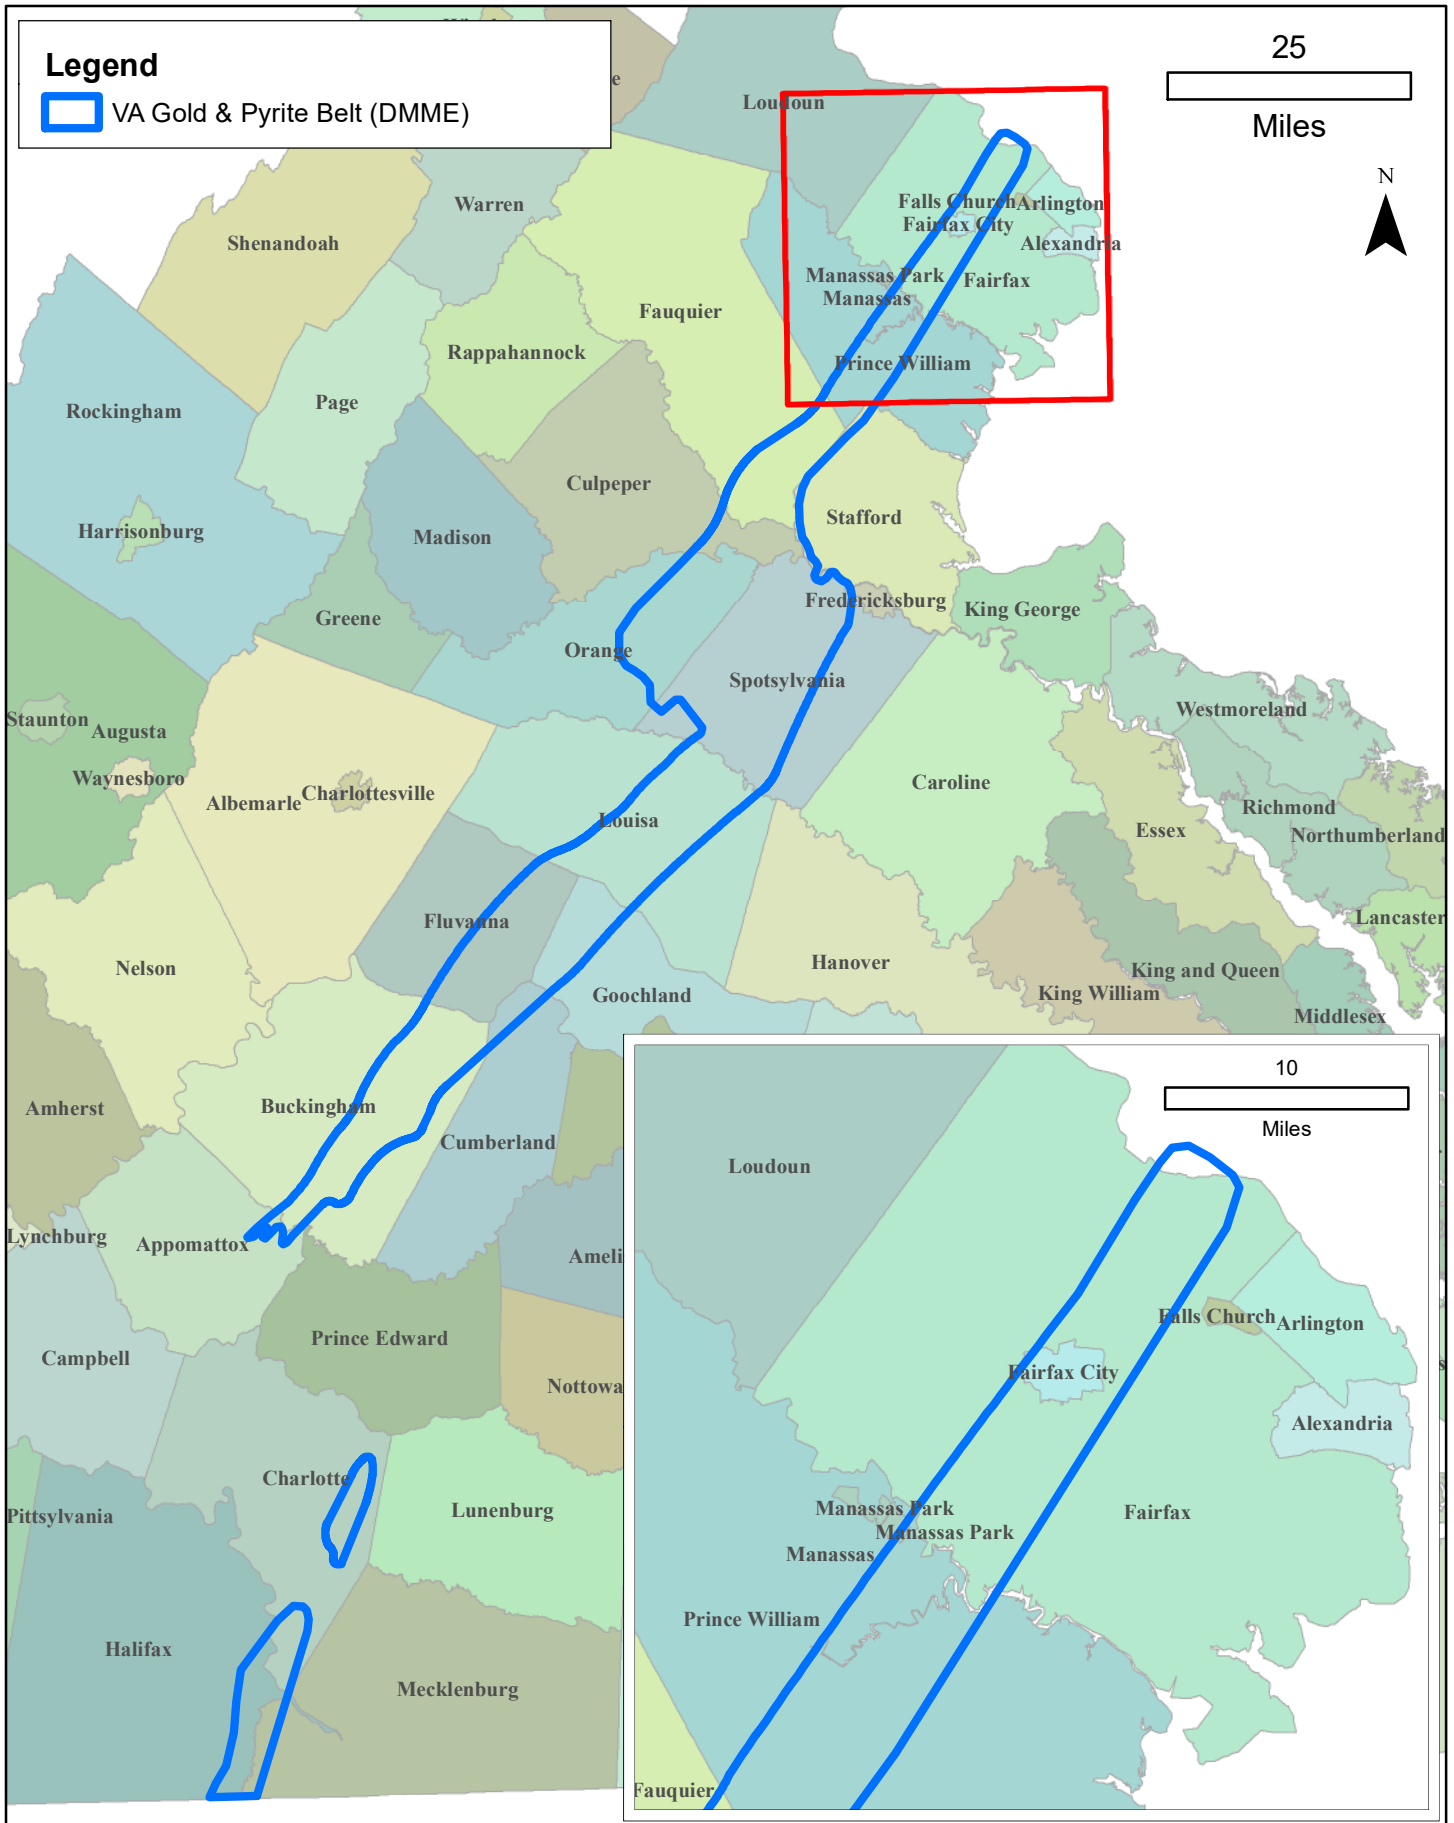 Legend
VA Gold & Pyrite Belt (DMME)
25
Miles
N
Loudoun
Warren
Shenandoah
Falls Church
Arlington
Fairfax City
Alexandria
Manassas Park
Fairfax
Manassas
Fauquier
Rappahannock
Prince William
Page
Rockingham
Culpeper
Stafford
Harrisonburg
Madison
Fredericksburg
King George
Greene
Orange
Spotsylvania
Westmoreland
Staunton
Augusta
Waynesboro
Albemarle
Charlottesville
Caroline
Richmond
Louisa
Essex
Northumberland
Fluvanna
Lancaster
Nelson
Hanover
King and Queen
Goochland
King William
Middlesex
Amherst
Buckingham
Cumberland
Lynchburg
Appomattox
Ameli
Prince Edward
Campbell
Nottowa
Charlotte
Lunenburg
Pittsylvania
Halifax
Mecklenburg
10
Miles
Loudoun
Falls Church
Arlington
Fairfax City
Alexandria
Manassas Park
Fairfax
Manassas Park
Manassas
Prince William
Fauquier